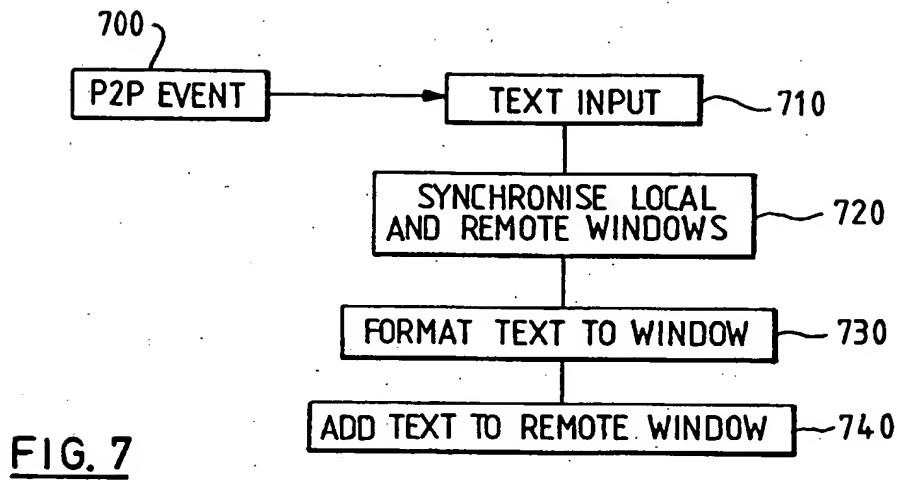 700
P2P EVENT
TEXT INPUT
710
SYNCHRONISE LOCAL
AND REMOTE WINDOWS
720
FORMAT TEXT TO WINDOW
730
ADD TEXT TO REMOTE WINDOW
740
FIG. 7